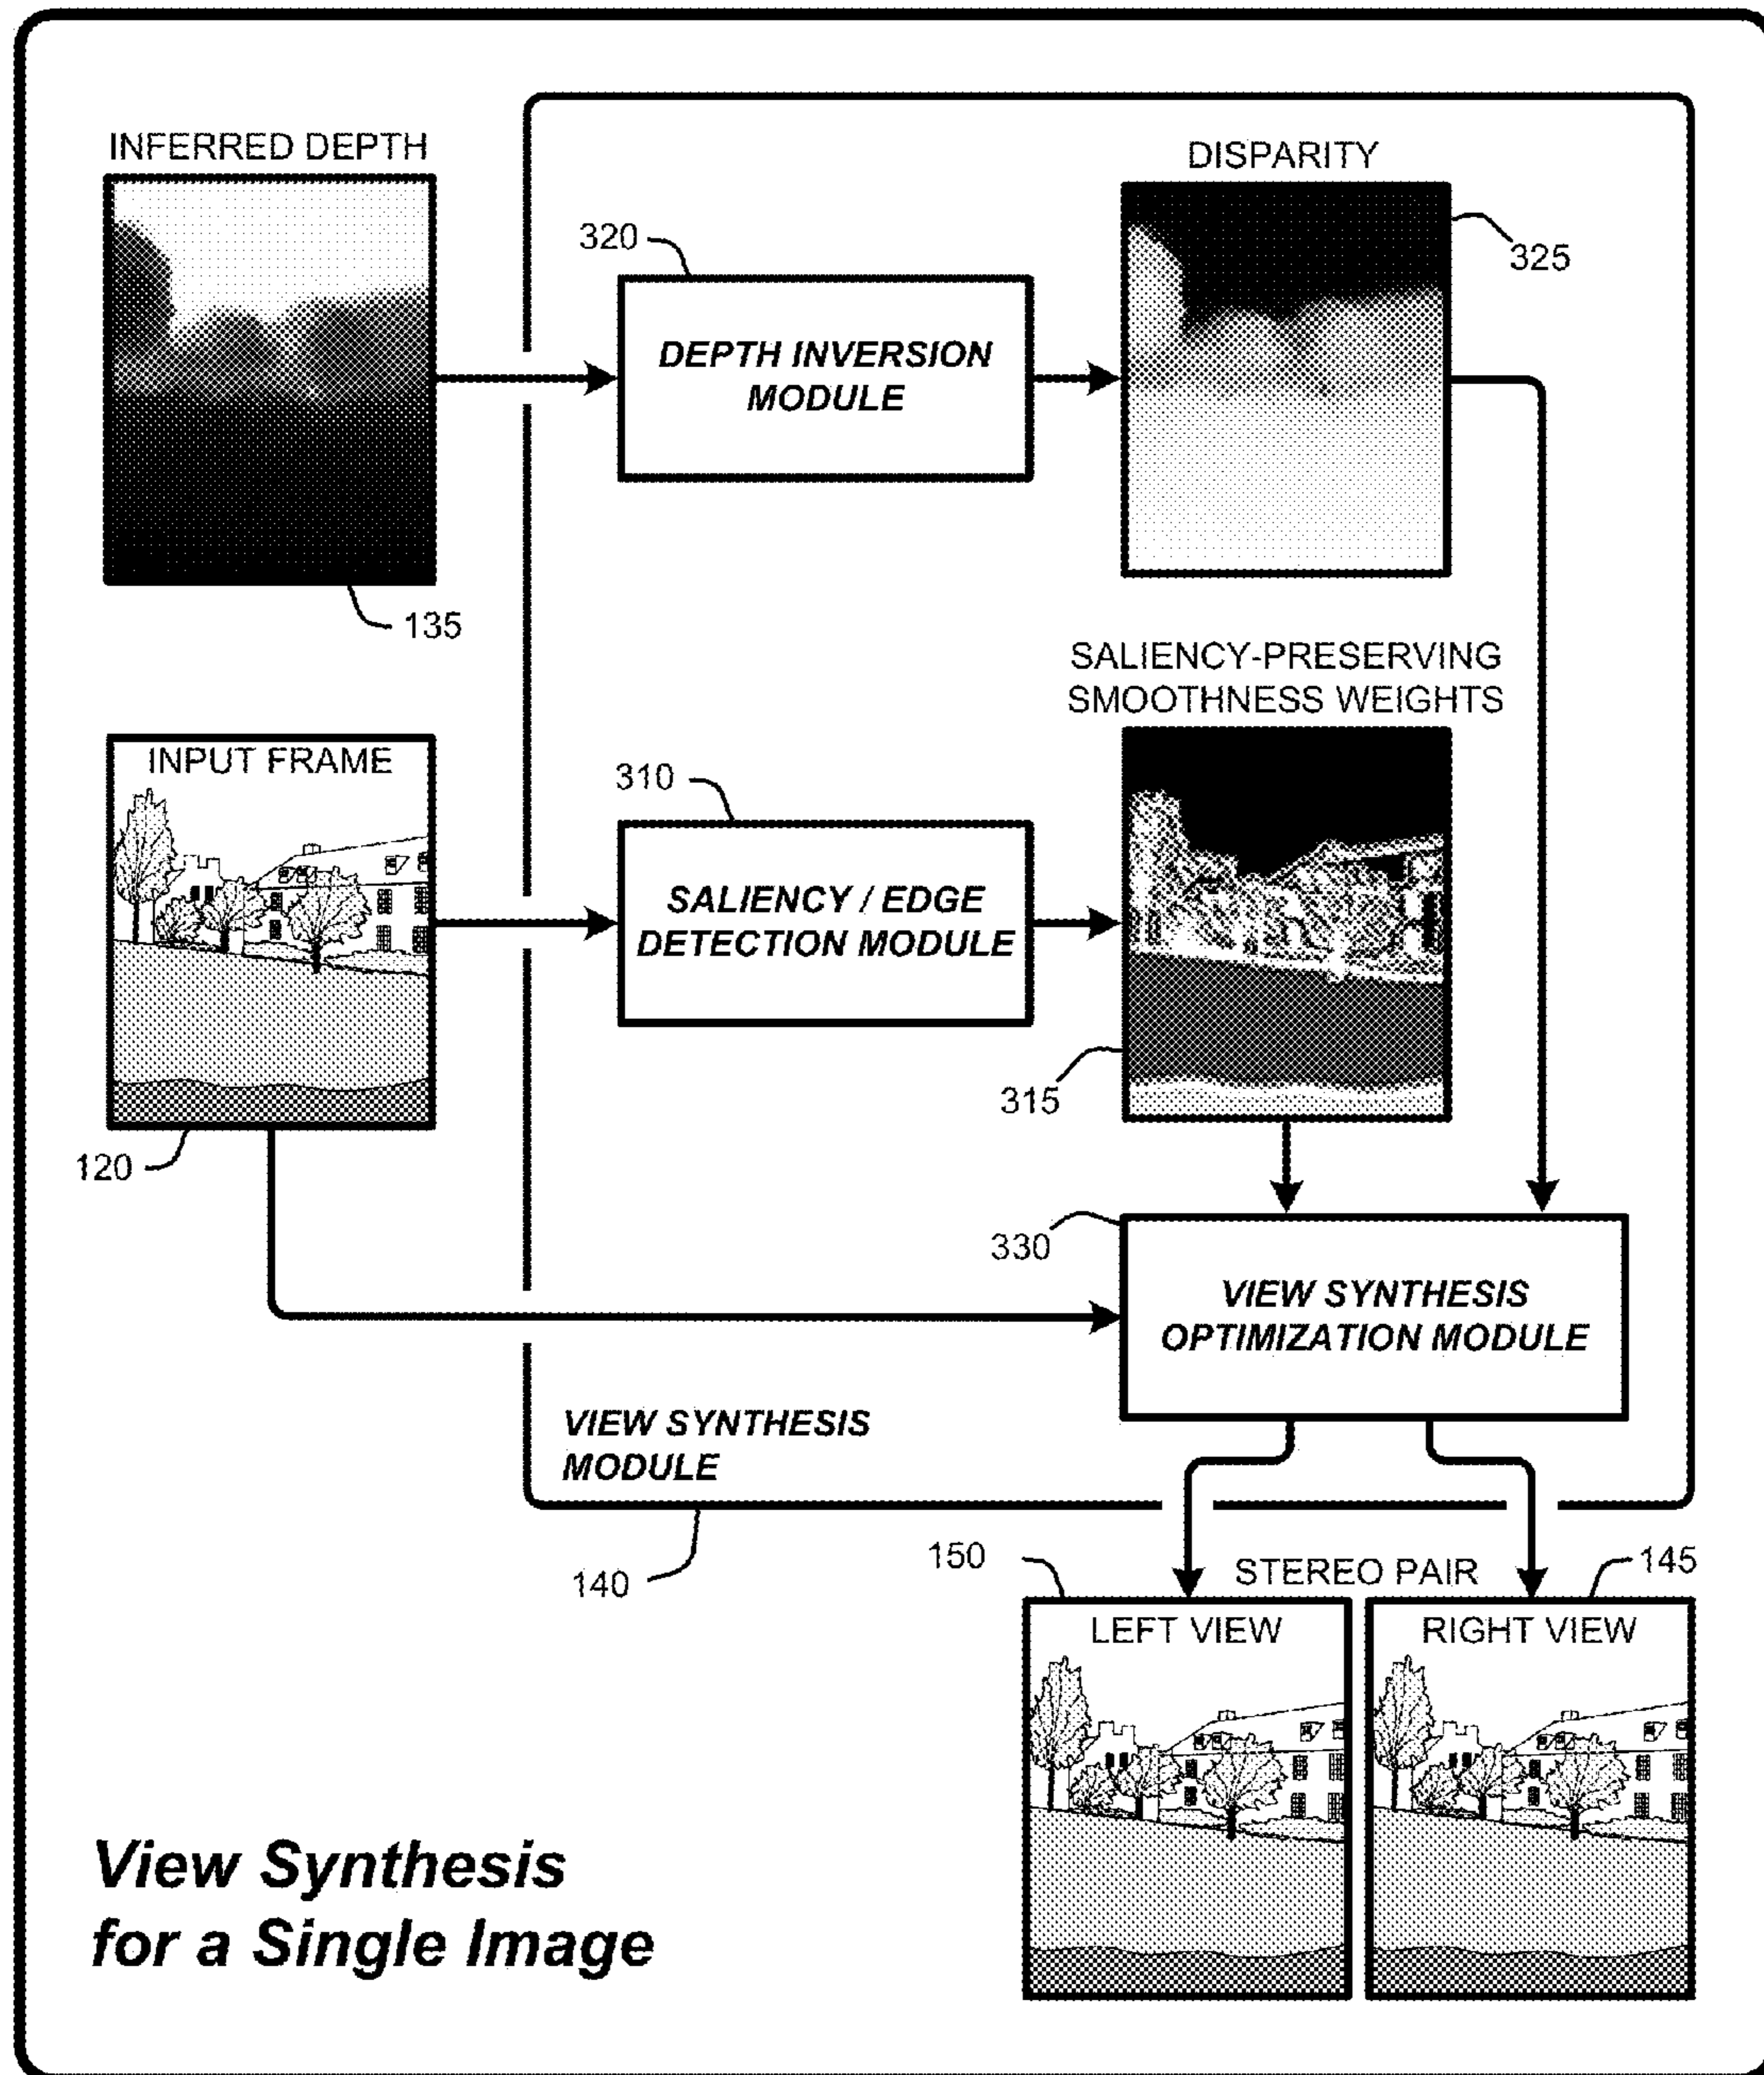 INFERRED DEPTH
DISPARITY
320
325
DEPTH INVERSION
MODULE
135
SALIENCY-PRESERVING
SMOOTHNESS WEIGHTS
INPUT FRAME
310
SALIENCY / EDGE
DETECTION MODULE
315
120
330
VIEW SYNTHESIS
OPTIMIZATION MODULE
VIEW SYNTHESIS
MODULE
140
150
STEREO PAIR
145
LEFT VIEW
RIGHT VIEW
View Synthesis
for a Single Image